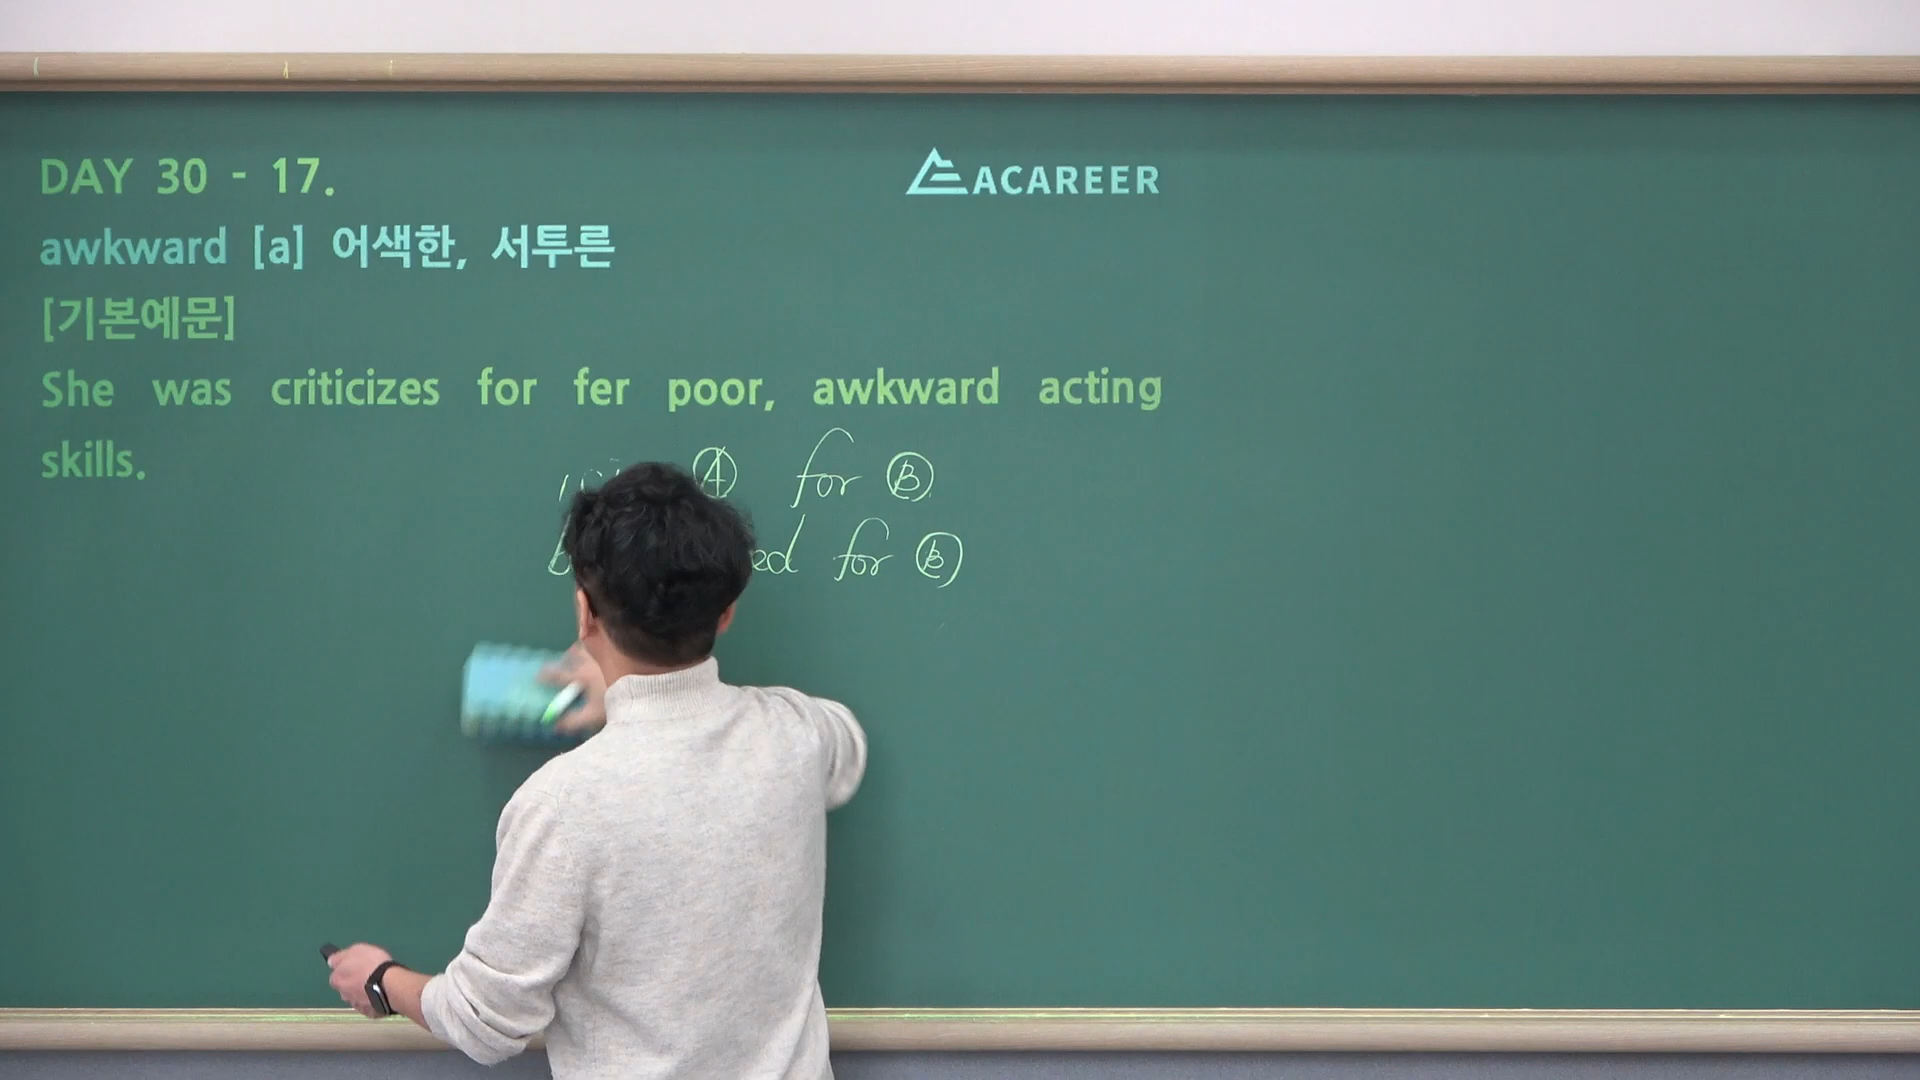 DAY 30 - 17.
ACAREER
awkward [a] 어색한, 서투른
[기본예문]
She was criticizes for fer poor, awkward acting
skills.
A for B
ed for B